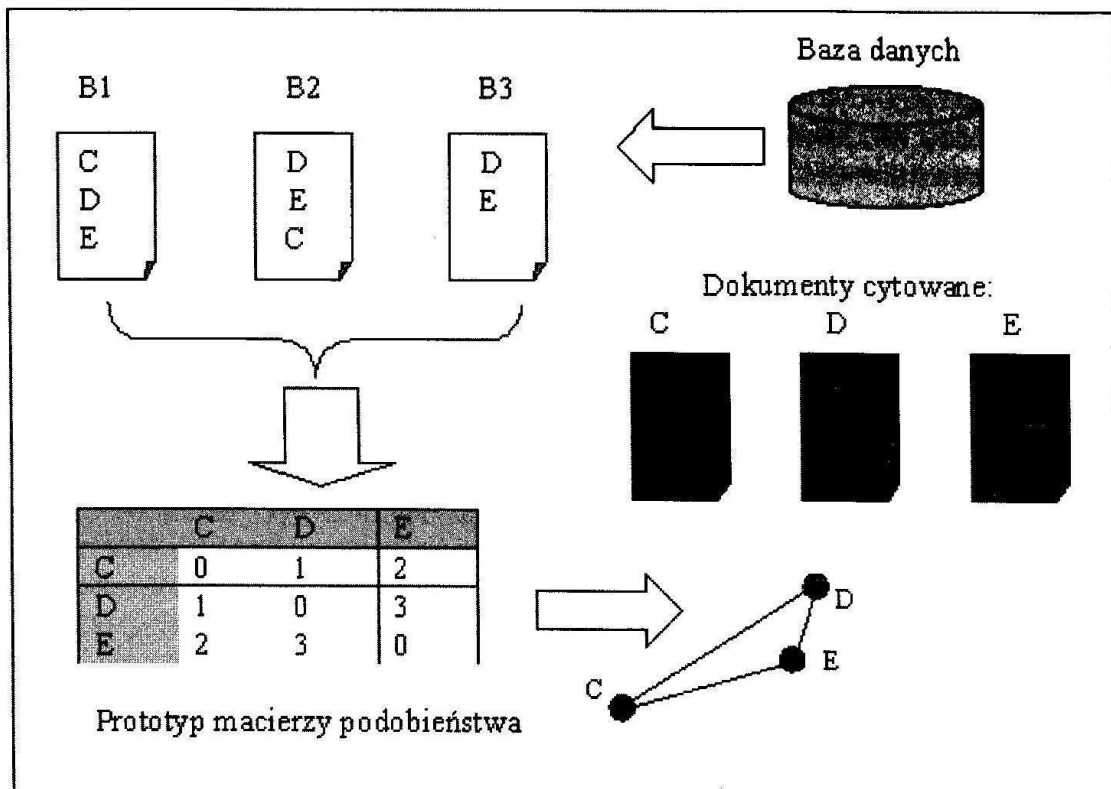 Baza danych
B1 B2 B3
C
D
E
D
E
C
D
E
Dokumenty cytowane:
C D E
C D E
C 0 1 2
D 1 0 3
E 2 3 0
D
E
C
Prototyp macierzy podobieństwa